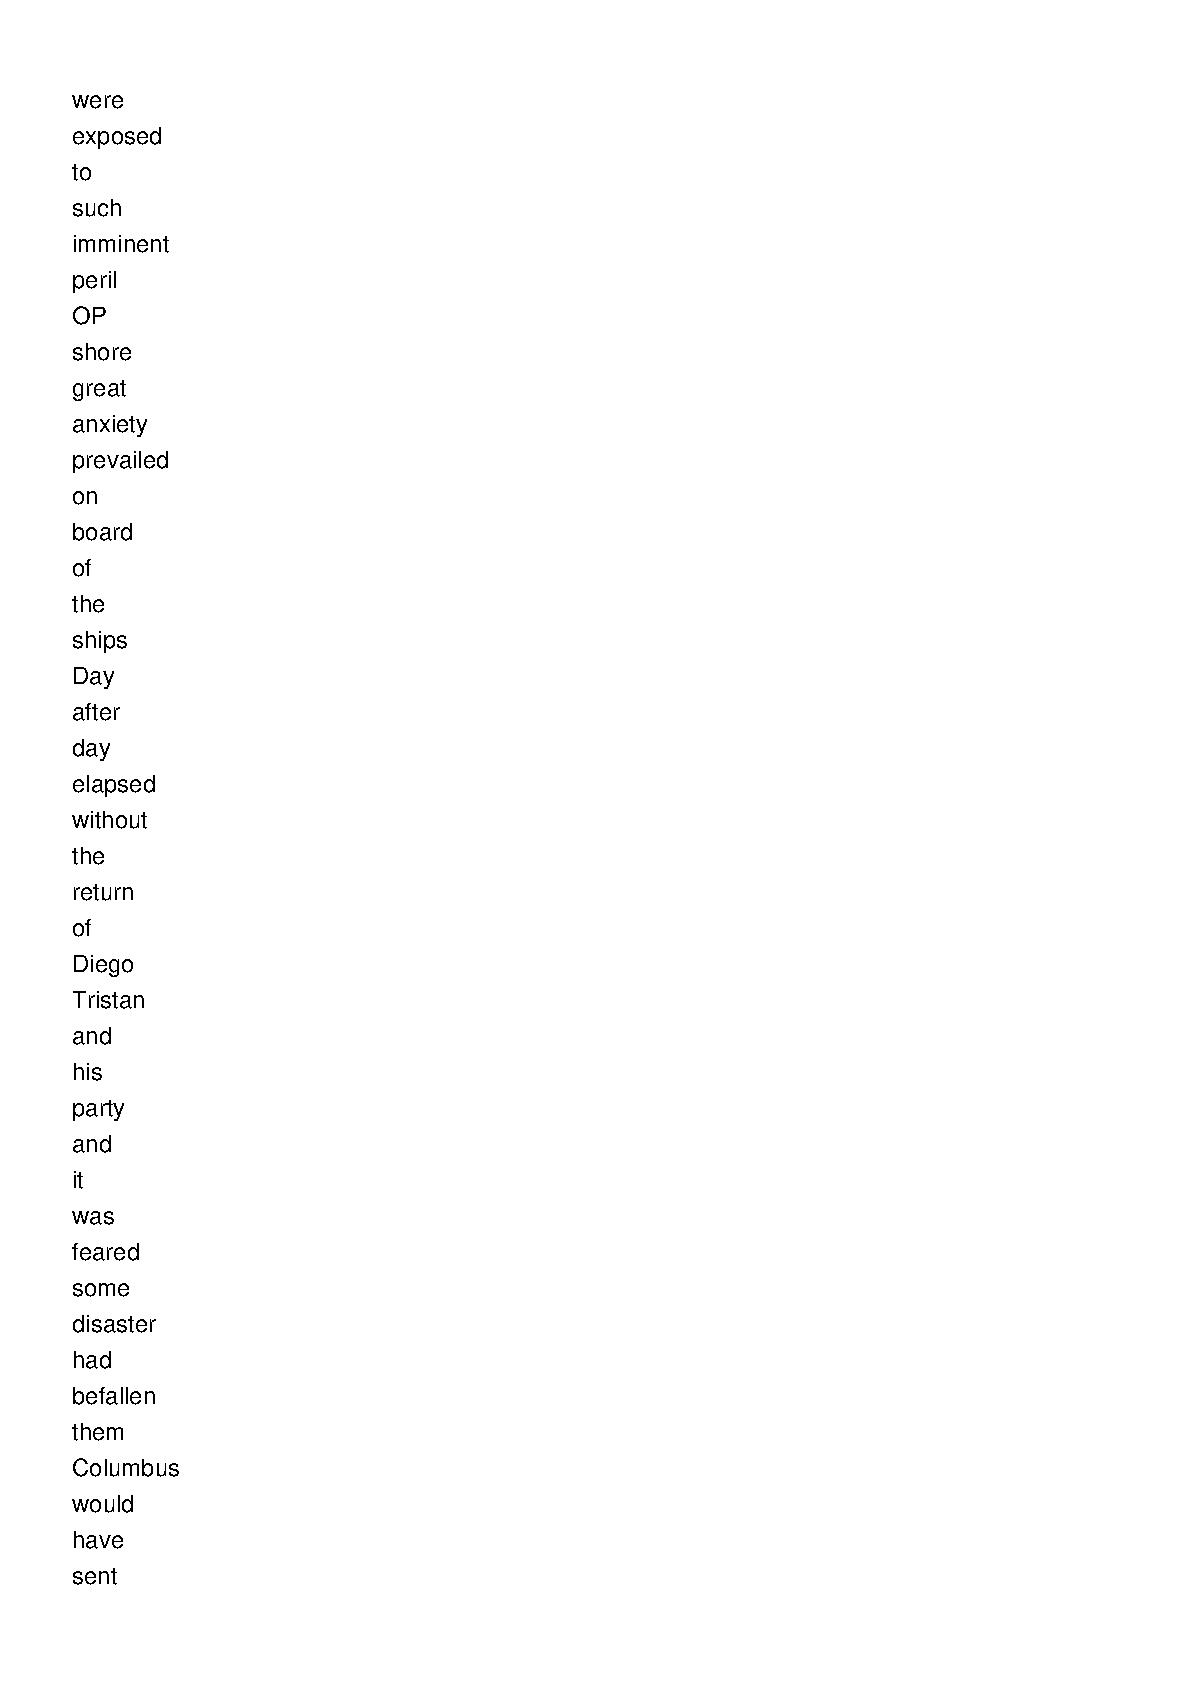 were
exposed
to
such
imminent
peril
OP
shore
great
anxiety
prevailed
on
board
of
the
ships
Day
after
day
elapsed
without
the
return
of
Diego
Tristan
and
his
party
and
it
was
feared
some
disaster
had
befallen
them
Columbus
would
have
sent